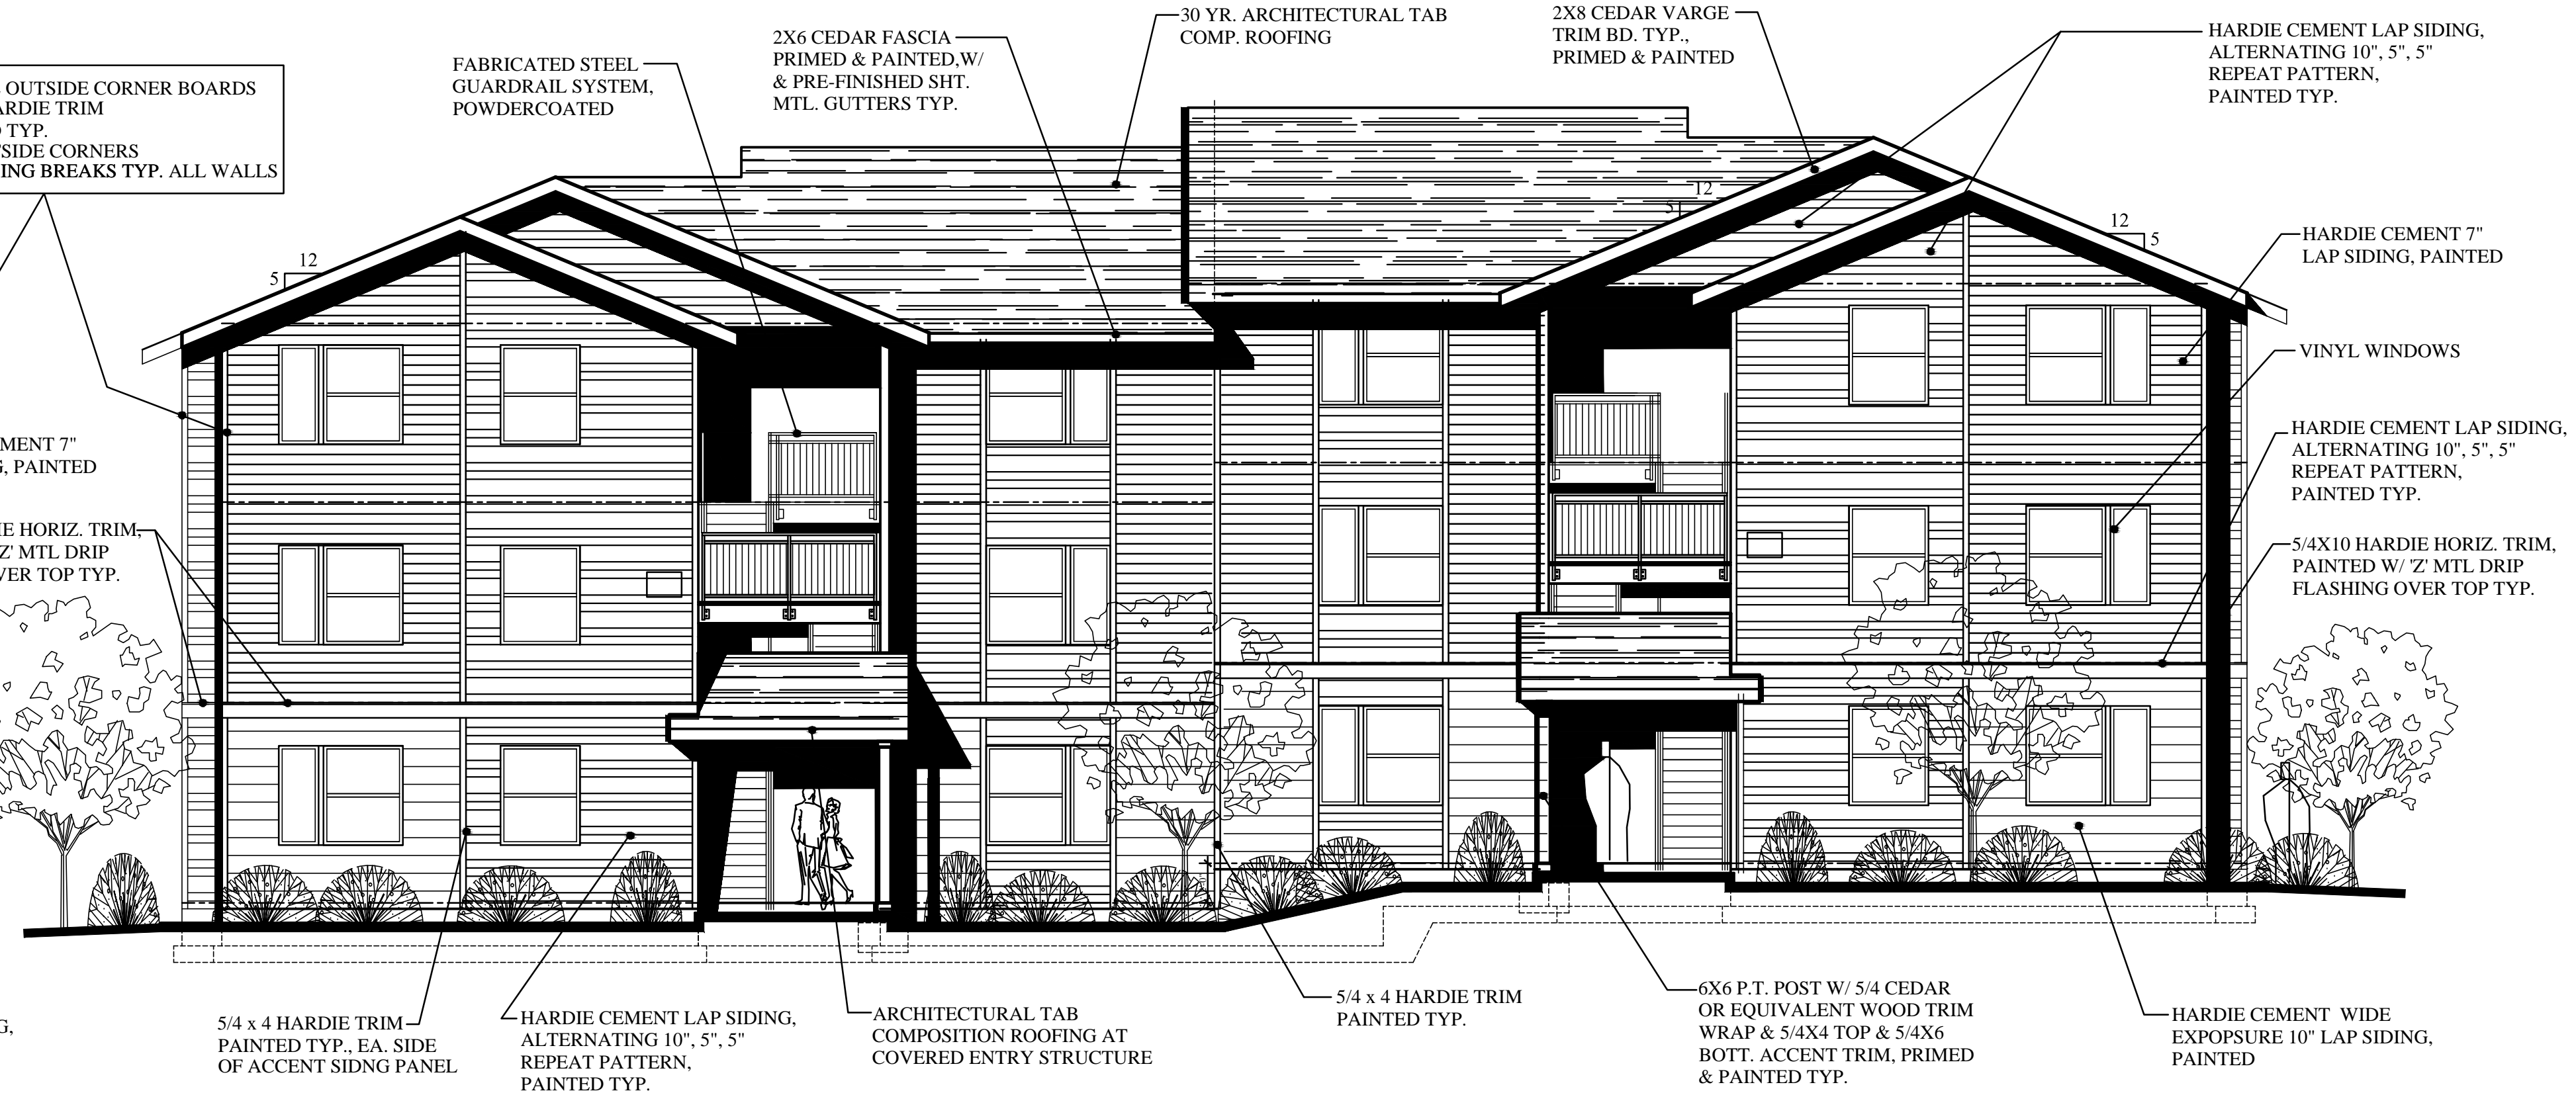 OUTSIDE CORNER BOARDS
ARDIE TRIM
TYP.
TSIDE CORNERS
ING BREAKS TYP. ALL WALLS
FABRICATED STEEL
GUARDRAIL SYSTEM,
POWDERCOATED
2X6 CEDAR FASCIA
PRIMED & PAINTED,W/
& PRE-FINISHED SHT.
MTL. GUTTERS TYP.
30 YR. ARCHITECTURAL TAB
COMP. ROOFING
2X8 CEDAR VARGE
TRIM BD. TYP.,
PRIMED & PAINTED
HARDIE CEMENT LAP SIDING,
ALTERNATING 10", 5", 5"
REPEAT PATTERN,
PAINTED TYP.
12
5
12
5
12
5
HARDIE CEMENT 7"
LAP SIDING, PAINTED
VINYL WINDOWS
HARDIE CEMENT LAP SIDING,
ALTERNATING 10", 5", 5"
REPEAT PATTERN,
PAINTED TYP.
5/4X10 HARDIE HORIZ. TRIM,
PAINTED W/ 'Z' MTL DRIP
FLASHING OVER TOP TYP.
EMENT 7"
G, PAINTED
IE HORIZ. TRIM,
'Z' MTL DRIP
VER TOP TYP.
G,
5/4 x 4 HARDIE TRIM
PAINTED TYP., EA. SIDE
OF ACCENT SIDNG PANEL
HARDIE CEMENT LAP SIDING,
ALTERNATING 10", 5", 5"
REPEAT PATTERN,
PAINTED TYP.
ARCHITECTURAL TAB
COMPOSITION ROOFING AT
COVERED ENTRY STRUCTURE
5/4 x 4 HARDIE TRIM
PAINTED TYP.
6X6 P.T. POST W/ 5/4 CEDAR
OR EQUIVALENT WOOD TRIM
WRAP & 5/4X4 TOP & 5/4X6
BOTT. ACCENT TRIM, PRIMED
& PAINTED TYP.
HARDIE CEMENT WIDE
EXPOPSURE 10" LAP SIDING,
PAINTED